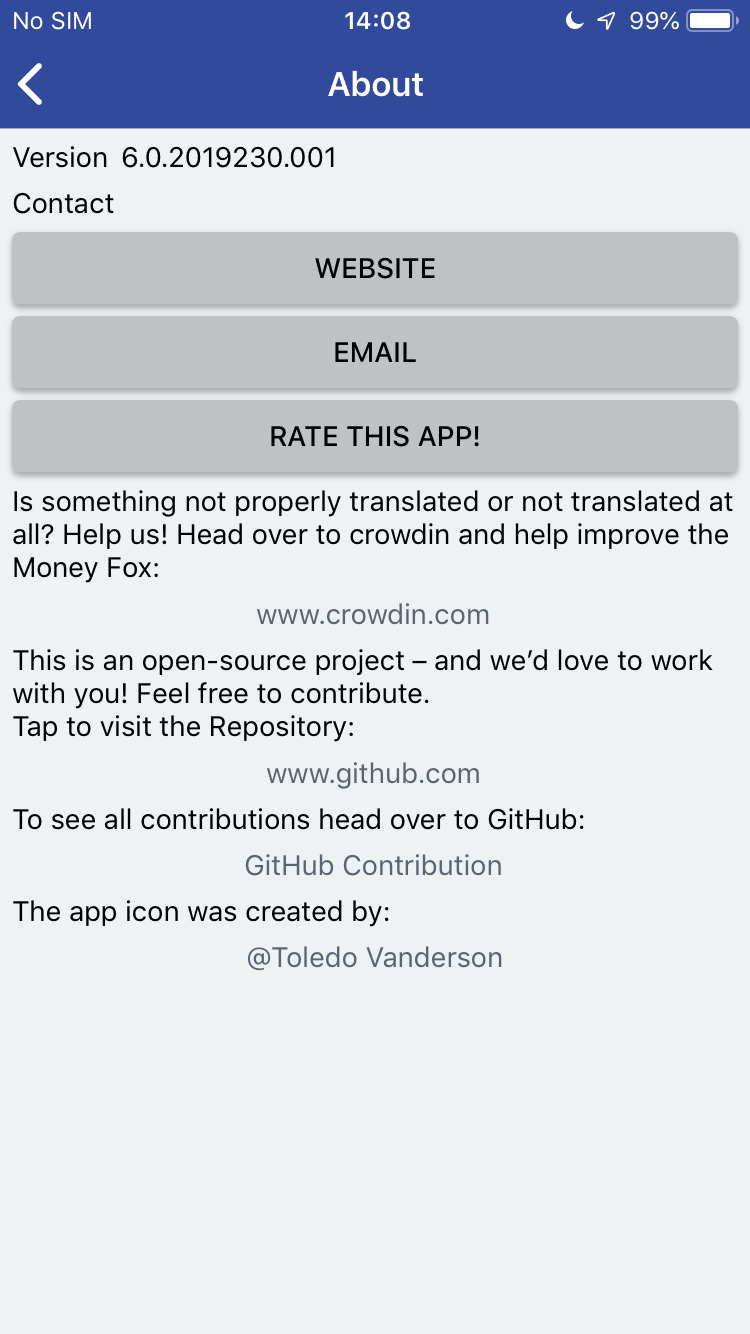 No SIM 14:08 99%
About
Version 6.0.2019230.001
Contact
WEBSITE
EMAIL
RATE THIS APP!
Is something not properly translated or not translated at
all? Help us! Head over to crowdin and help improve the
Money Fox:
www.crowdin.com
This is an open-source project – and we’d love to work
with you! Feel free to contribute.
Tap to visit the Repository:
www.github.com
To see all contributions head over to GitHub:
GitHub Contribution
The app icon was created by:
@Toledo Vanderson